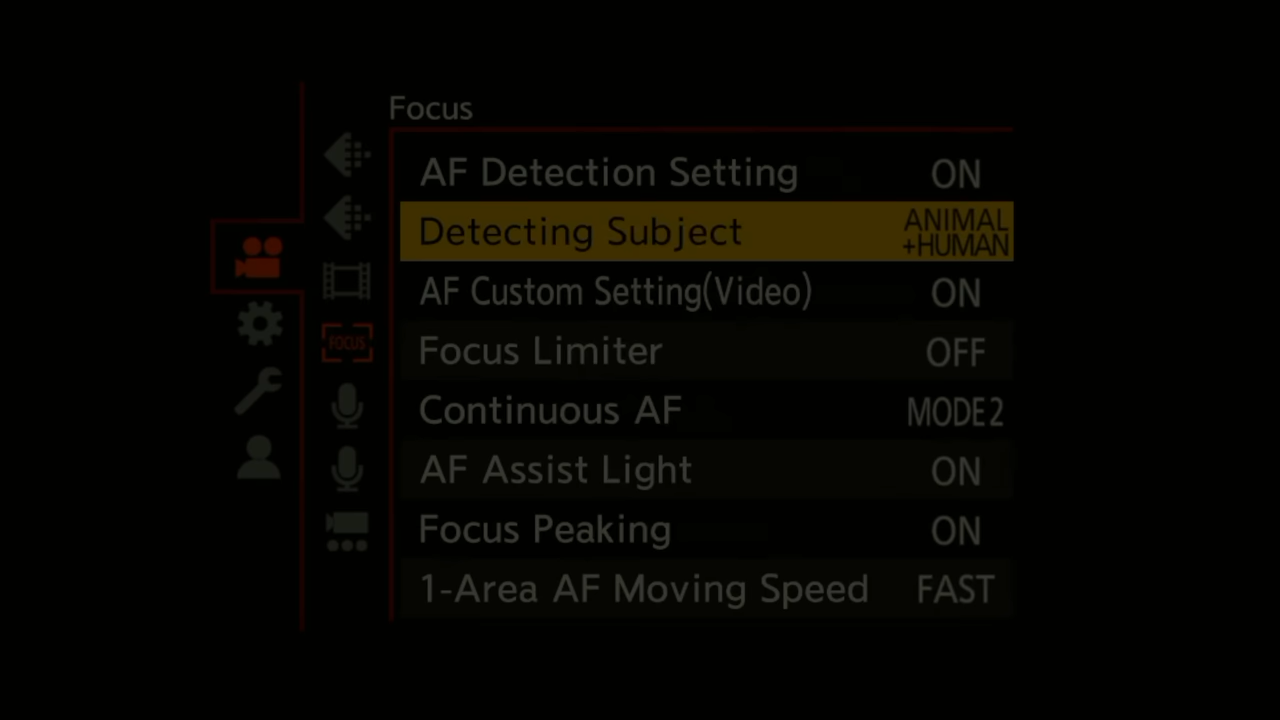 Focus
AF Detection Setting ON
Detecting Subject ANIMAL
+HUMAN
AF Custom Setting(Video) ON
Focus Limiter OFF
FOCUS
Continuous AF MODE2
AF Assist Light ON
Focus Peaking ON
1-Area AF Moving Speed FAST